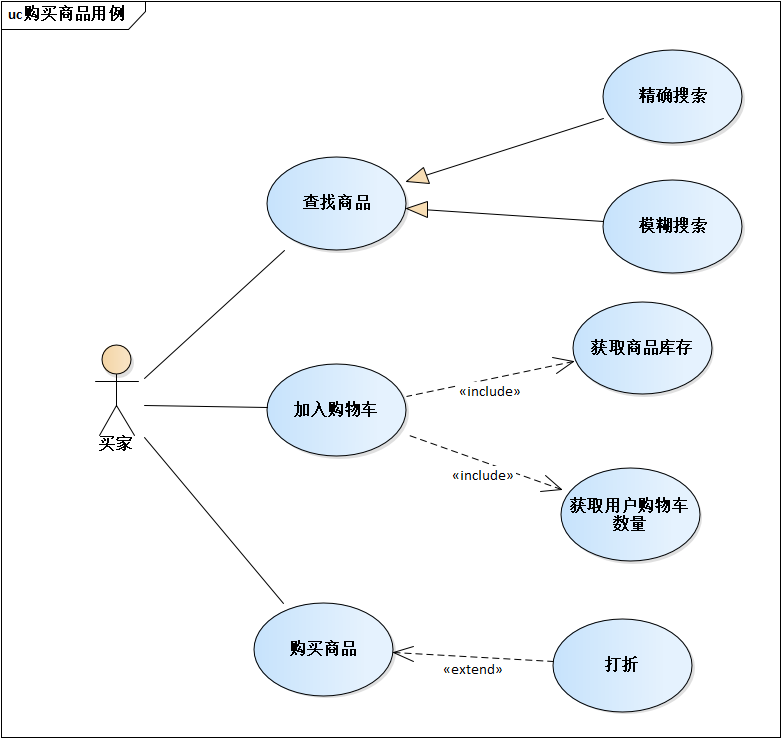 uc 购买商品用例
精确搜索
查找商品
模糊搜索
获取商品库存
加入购物车
«include»
买家
«include»
获取用户购物车
数量
购买商品
«extend»
打折